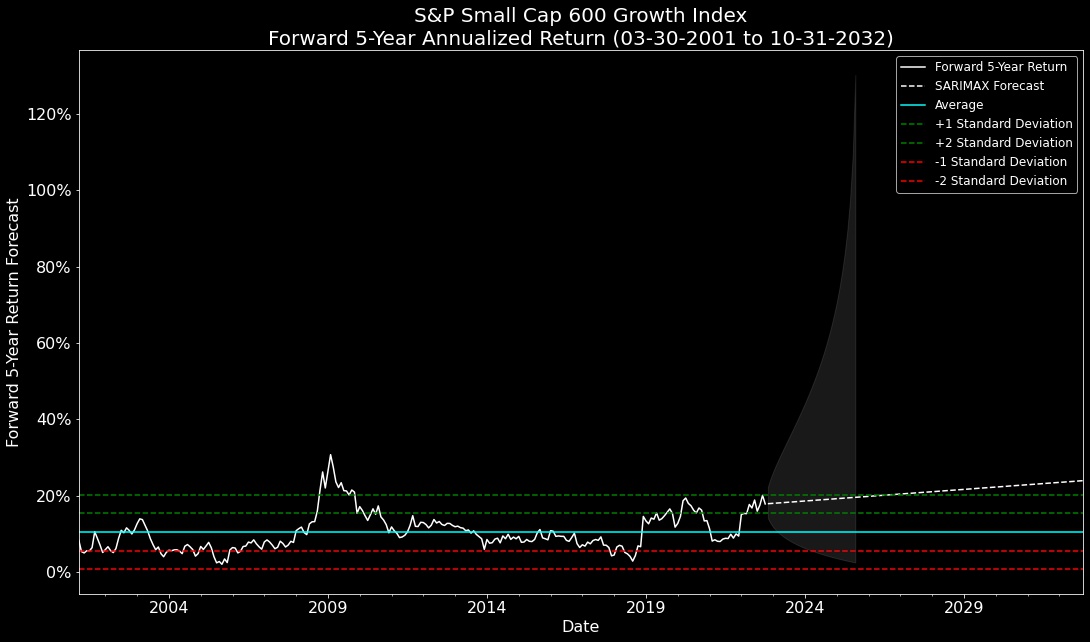 S&P Small Cap 600 Growth Index
Forward 5-Year Annualized Return (03-30-2001 to 10-31-2032)
Forward 5-Year Return
SARIMAX Forecast
Average
+1 Standard Deviation
+2 Standard Deviation
-1 Standard Deviation
-2 Standard Deviation
Forward 5-Year Return Forecast
120%
100%
80%
60%
40%
20%
0%
2004
2009
2014
2019
2024
2029
Date